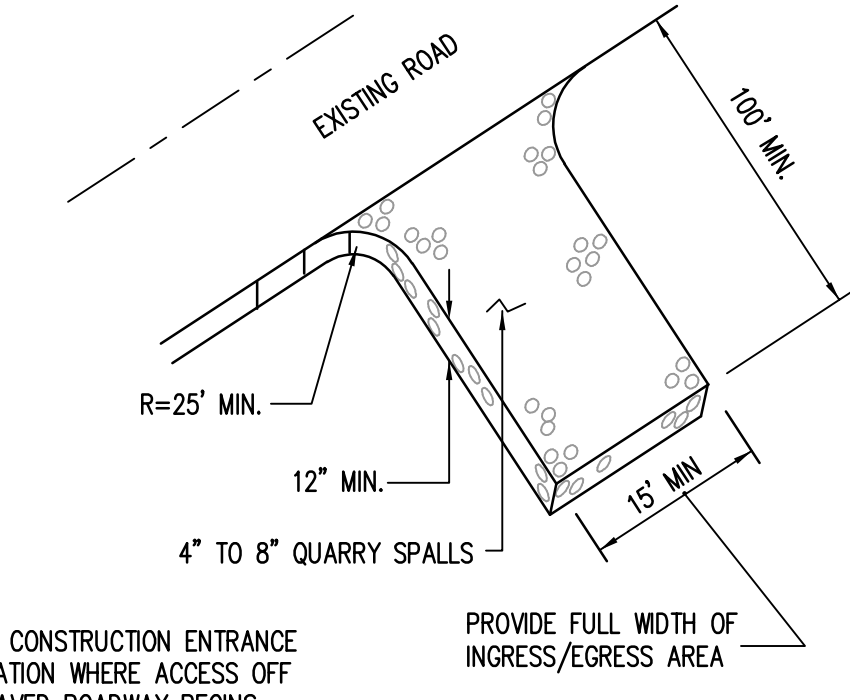 EXISTING ROAD
100' MIN.
R=25' MIN.
12" MIN.
15' MIN
4" TO 8" QUARRY SPALLS
PROVIDE FULL WIDTH OF
INGRESS/EGRESS AREA
CONSTRUCTION ENTRANCE
WHERE ACCESS OFF
ROADWAY BEGINS